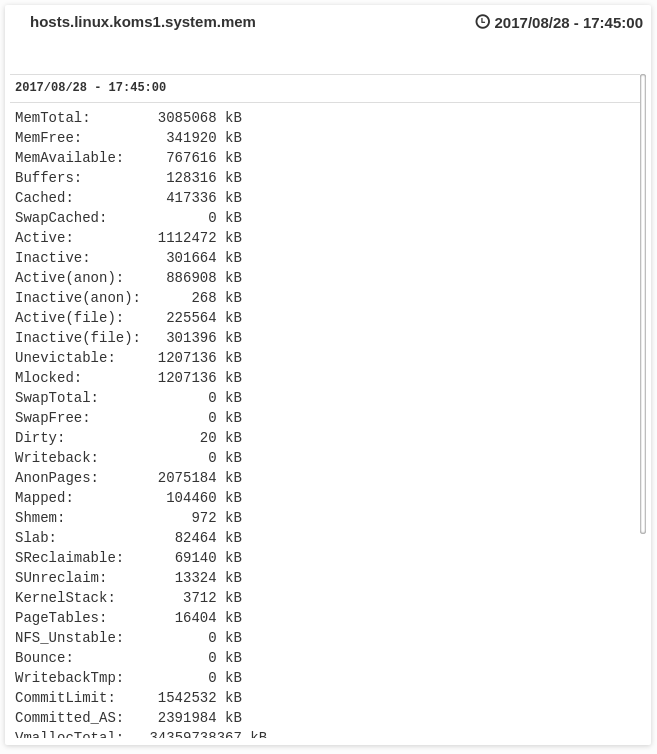 hosts.linux.koms1.system.mem
2017/08/28 - 17:45:00
2017/08/28 - 17:45:00
MemTotal:        3085068 kB
MemFree:          341920 kB
MemAvailable:     767616 kB
Buffers:          128316 kB
Cached:           417336 kB
SwapCached:            0 kB
Active:          1112472 kB
Inactive:         301664 kB
Active(anon):     886908 kB
Inactive(anon):      268 kB
Active(file):     225564 kB
Inactive(file):   301396 kB
Unevictable:     1207136 kB
Mlocked:         1207136 kB
SwapTotal:             0 kB
SwapFree:              0 kB
Dirty:                20 kB
Writeback:             0 kB
AnonPages:       2075184 kB
Mapped:           104460 kB
Shmem:               972 kB
Slab:              82464 kB
SReclaimable:      69140 kB
SUnreclaim:        13324 kB
KernelStack:        3712 kB
PageTables:        16404 kB
NFS_Unstable:          0 kB
Bounce:                0 kB
WritebackTmp:          0 kB
CommitLimit:     1542532 kB
Committed_AS:    2391984 kB
VmallocTotal:   34359738367 kB